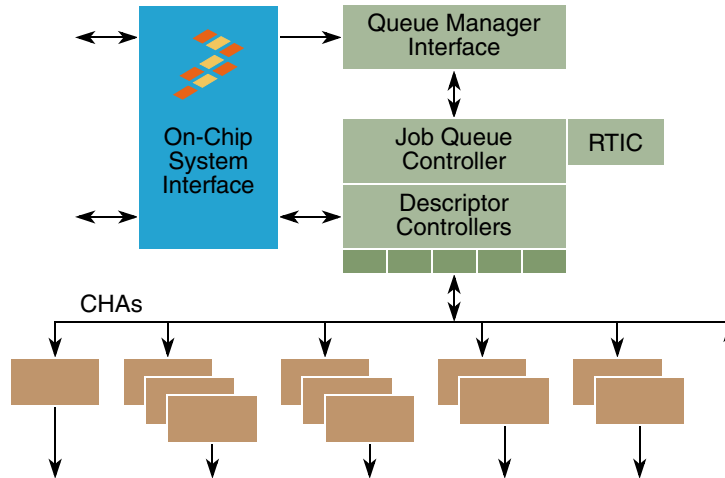 Queue Manager
Interface
On-Chip
System
Interface
Job Queue
Controller
RTIC
Descriptor
Controllers
CHAs